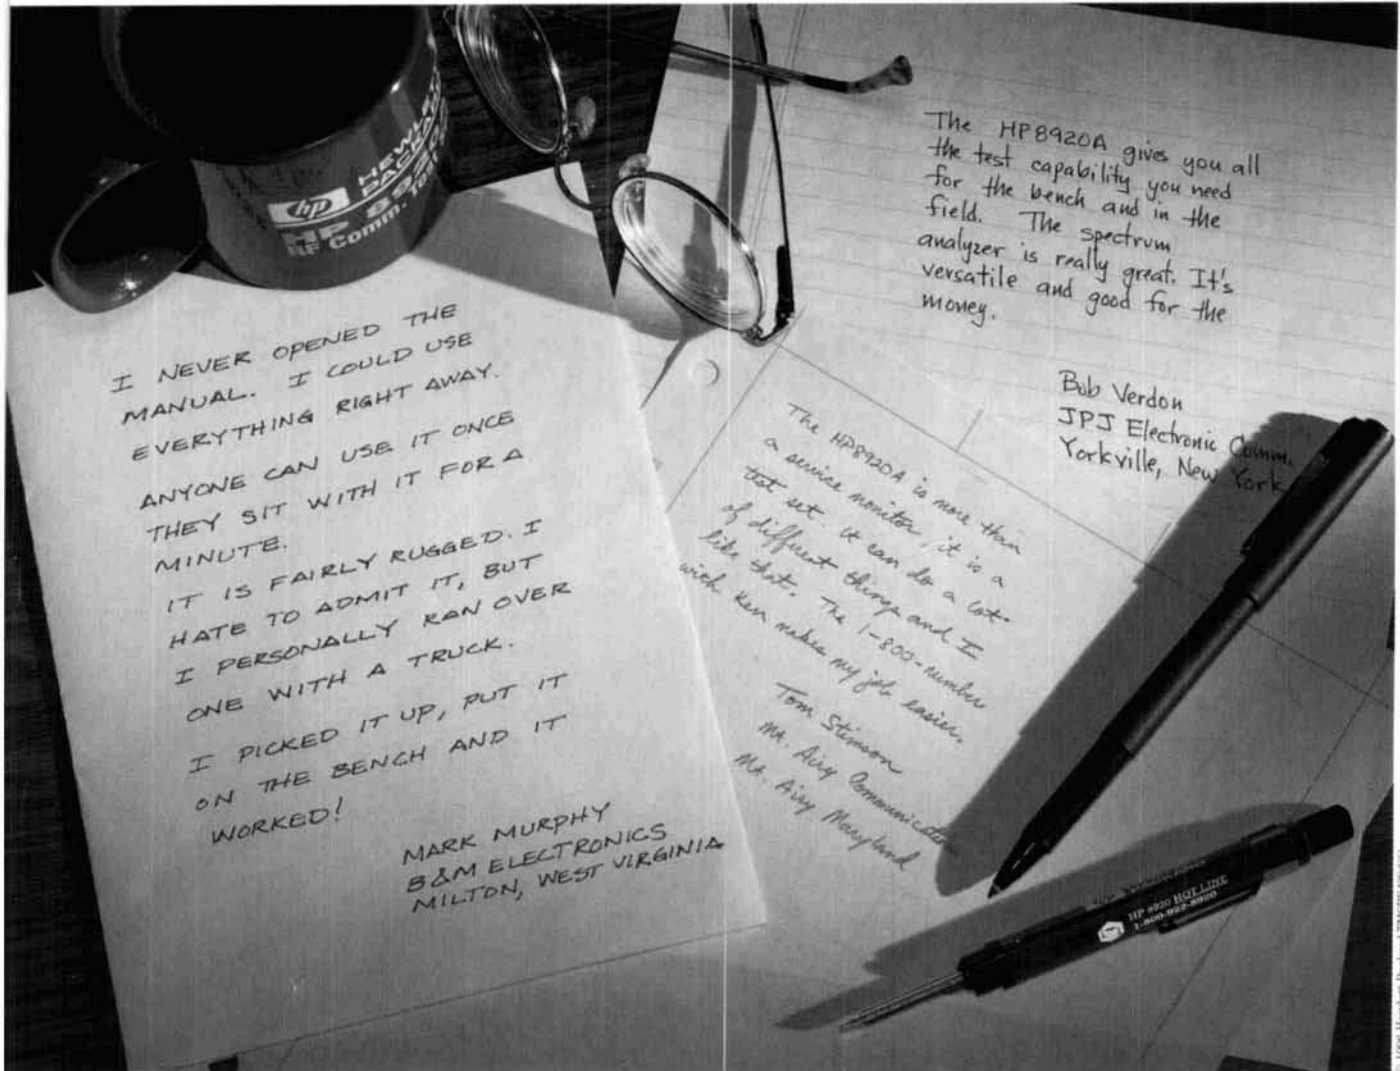 HEWLETT
PACKARD
hp
HP 8920
RF Comm. Test
I NEVER OPENED THE
MANUAL. I COULD USE
EVERYTHING RIGHT AWAY.
ANYONE CAN USE IT ONCE
THEY SIT WITH IT FOR A
MINUTE.
IT IS FAIRLY RUGGED. I
HATE TO ADMIT IT, BUT
I PERSONALLY RAN OVER
ONE WITH A TRUCK.
I PICKED IT UP, PUT IT
ON THE BENCH AND IT
WORKED!
MARK MURPHY
B&M ELECTRONICS
MILTON, WEST VIRGINIA
The HP8920A gives you all
the test capability you need
for the bench and in the
field. The spectrum
analyzer is really great. It's
versatile and good for the
money.
Bob Verdon
JPJ Electronic Comm.
Yorkville, New York
The HP8920A is more than
a service monitor, it is a
test set. It can do a lot
of different things and I
like that. The 1-800-number
with Ken makes my job easier.
Tom Stimson
Mt. Airy Communication
Mt. Airy Maryland
HP 8920 HOT LINE
1-800-922-8920